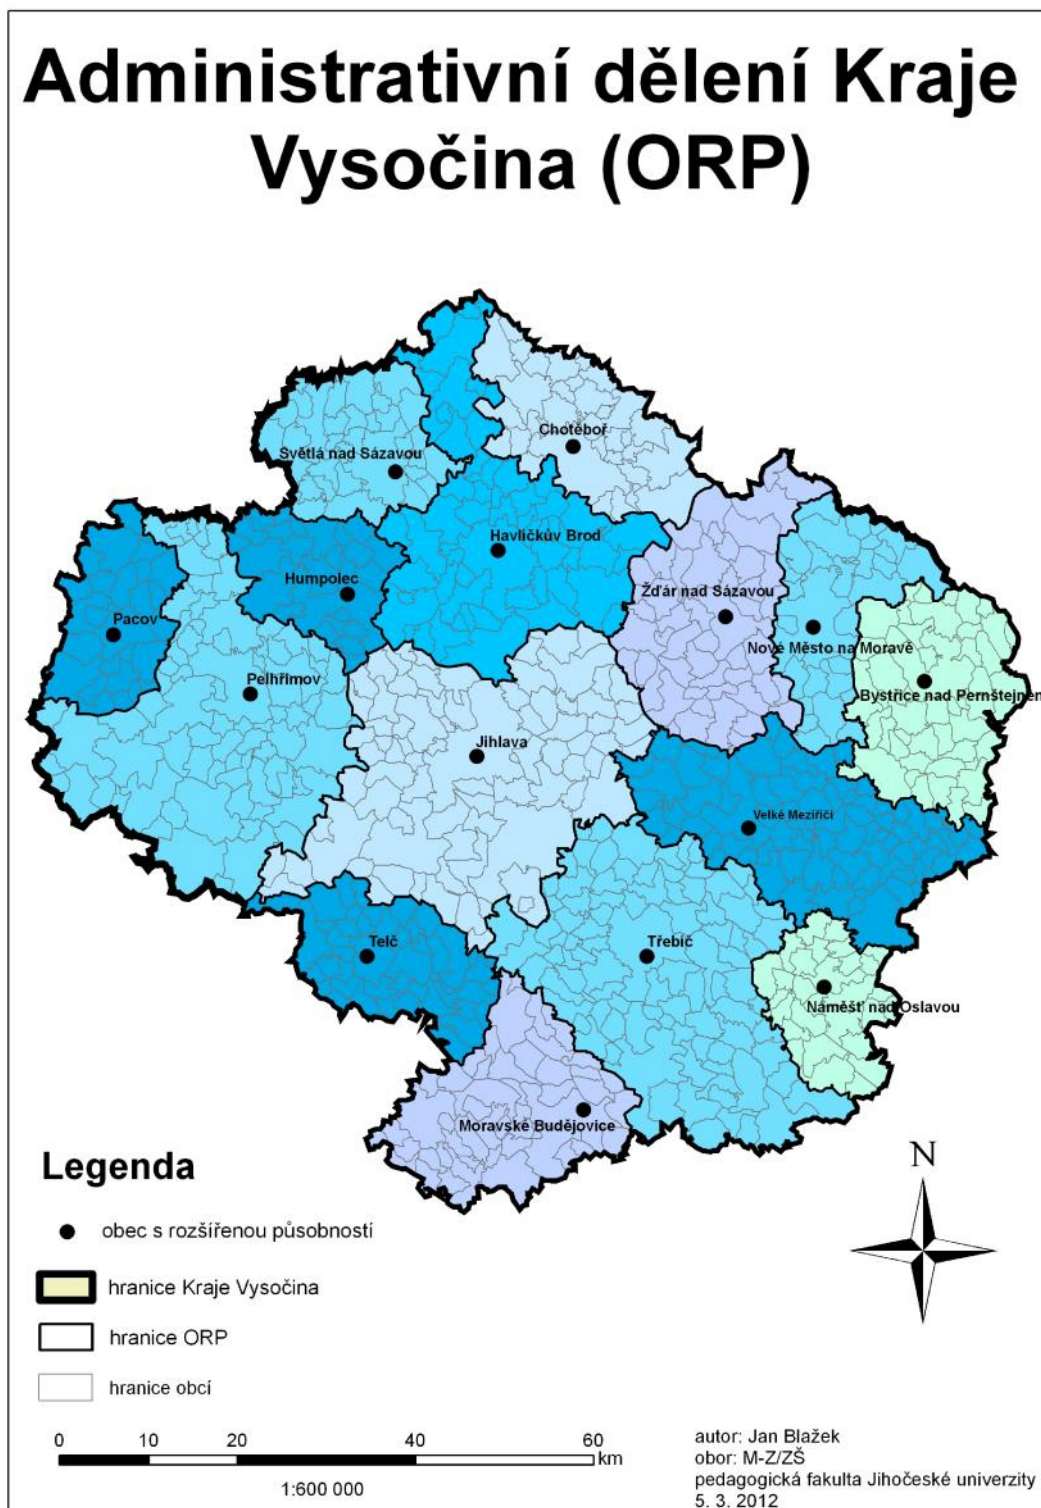 Administrativní dělení Kraje
Vysočina (ORP)
Chotěboř
Světlá nad Sázavou
Havlíčkův Brod
Humpolec
Žďár nad Sázavou
Pacov
Nové Město na Moravě
Pelhřimov
Bystřice nad Pernštejnem
Jihlava
Velké Meziříčí
Telč
Třebíč
Náměšť nad Oslavou
Moravské Budějovice
Legenda
N
obec s rozšířenou působností
hranice Kraje Vysočina
hranice ORP
hranice obcí
0 10 20 40 60
km
1:600 000
autor: Jan Blažek
obor: M-Z/ZŠ
pedagogická fakulta Jihočeské univerzity
5. 3. 2012